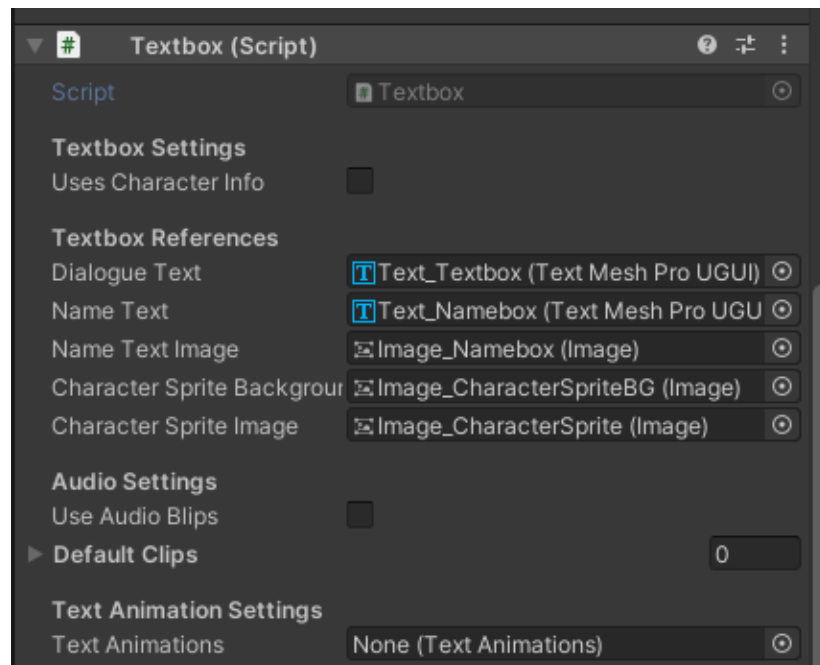 # Textbox (Script)
Script # Textbox
Textbox Settings
Uses Character Info
Textbox References
Dialogue Text T Text_Textbox (Text Mesh Pro UGUI)
Name Text T Text_Namebox (Text Mesh Pro UGU
Name Text Image Image_Namebox (Image)
Character Sprite Backgrour Image_CharacterSpriteBG (Image)
Character Sprite Image Image_CharacterSprite (Image)
Audio Settings
Use Audio Blips
Default Clips 0
Text Animation Settings
Text Animations None (Text Animations)